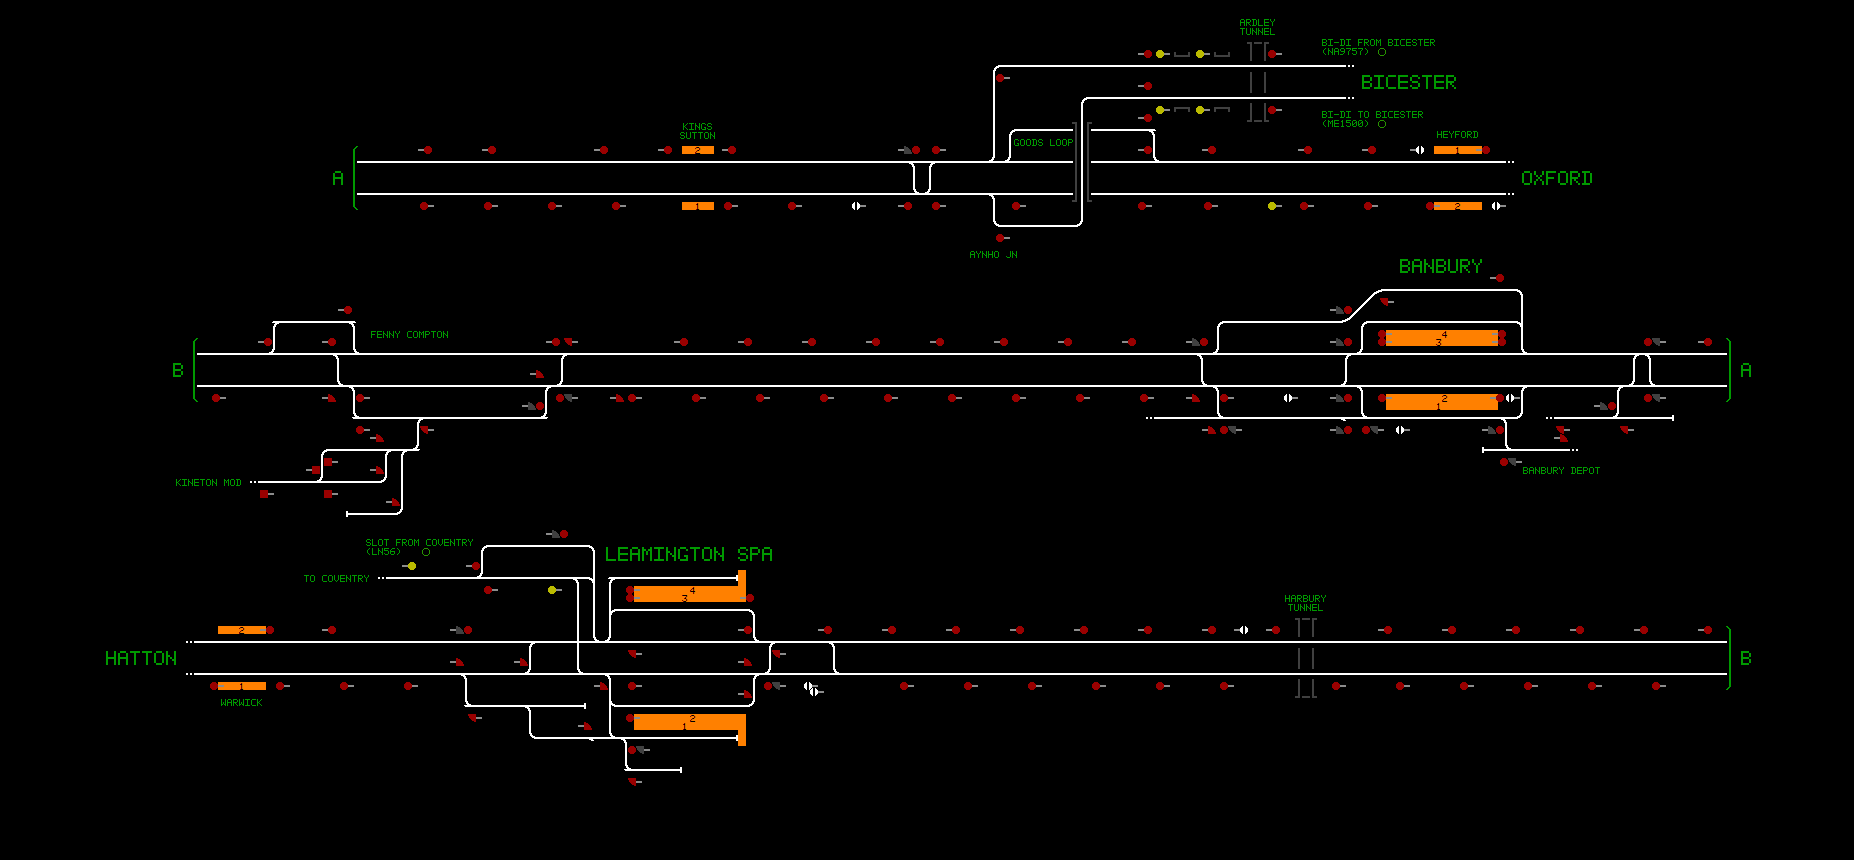 ARDLEY
TUNNEL
BI-DI FROM BICESTER
(NA9757)
BICESTER
BI-DI TO BICESTER
(ME1500)
KINGS
SUTTON
2
GOODS LOOP
HEYFORD
1
A
OXFORD
1
2
AYNHO JN
BANBURY
FENNY COMPTON
4
3
B
A
2
1
BANBURY DEPOT
KINETON MOD
SLOT FROM COVENTRY
(LN56)
LEAMINGTON SPA
TO COVENTRY
4
3
HARBURY
TUNNEL
2
HATTON
B
1
WARWICK
2
1